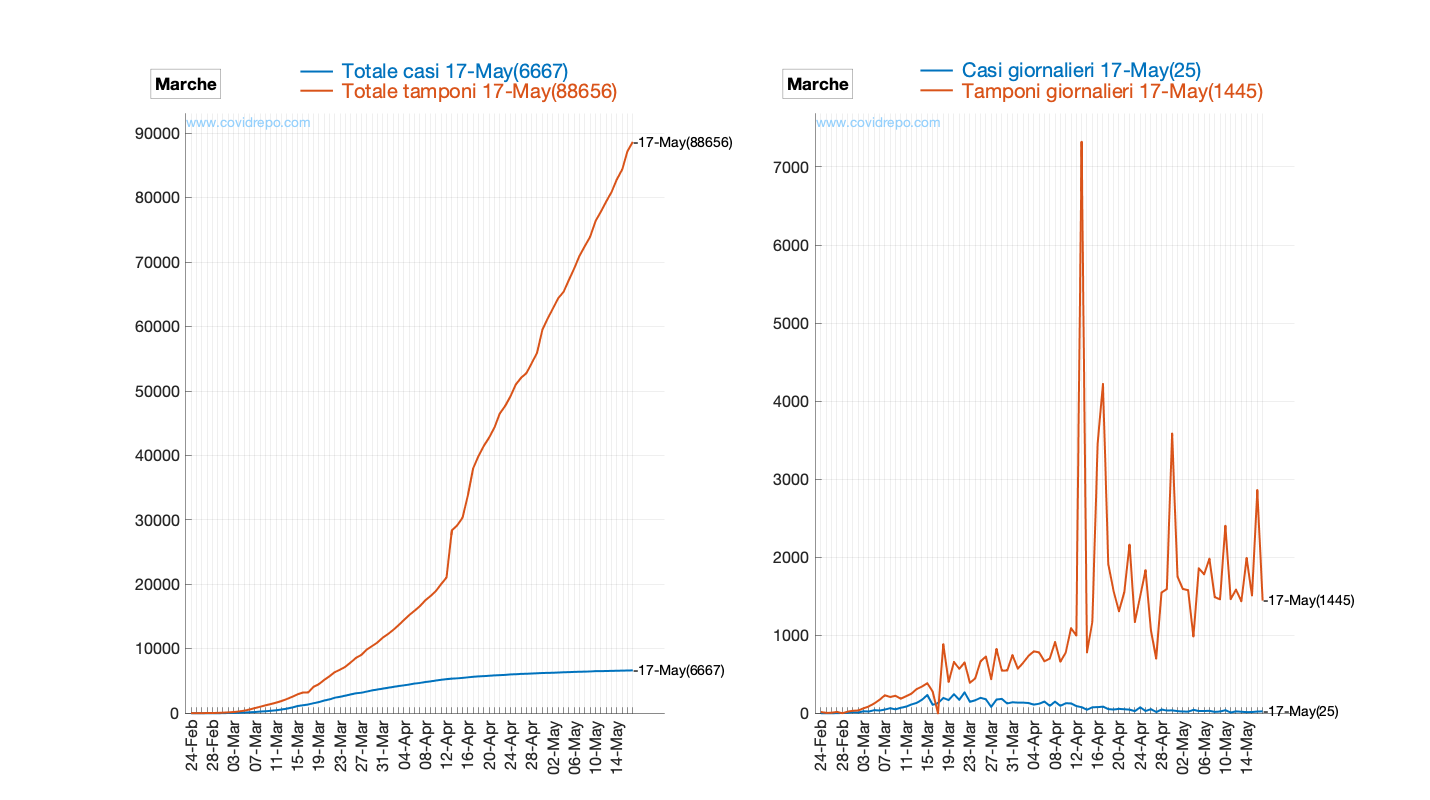 Marche
Totale casi 17-May(6667)
Totale tamponi 17-May(88656)
www.covidrepo.com
90000
80000
70000
60000
50000
40000
30000
20000
10000
0
-17-May(88656)
-17-May(6667)
24-Feb
28-Feb
03-Mar
07-Mar
11-Mar
15-Mar
19-Mar
23-Mar
27-Mar
31-Mar
04-Apr
08-Apr
12-Apr
16-Apr
20-Apr
24-Apr
28-Apr
02-May
06-May
10-May
14-May
Marche
Casi giornalieri 17-May(25)
Tamponi giornalieri 17-May(1445)
www.covidrepo.com
7000
6000
5000
4000
3000
2000
1000
0
-17-May(1445)
-17-May(25)
24-Feb
28-Feb
03-Mar
07-Mar
11-Mar
15-Mar
19-Mar
23-Mar
27-Mar
31-Mar
04-Apr
08-Apr
12-Apr
16-Apr
20-Apr
24-Apr
28-Apr
02-May
06-May
10-May
14-May